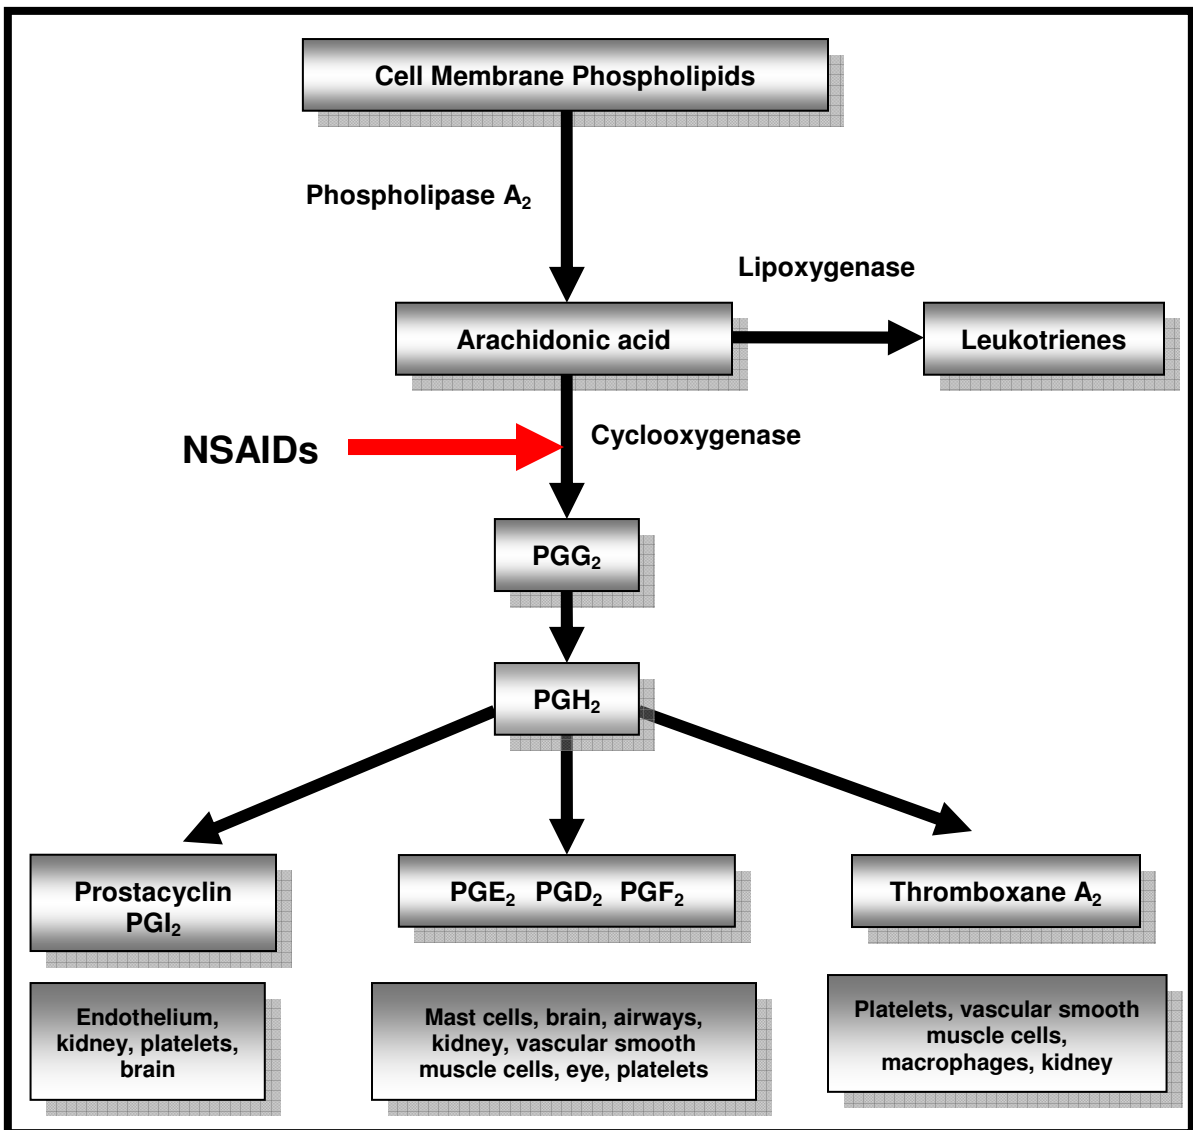 Cell Membrane Phospholipids
Phospholipase A₂
Lipoxygenase
Arachidonic acid
Leukotrienes
NSAIDs
Cyclooxygenase
PGG₂
PGH₂
Prostacyclin
PGI₂
PGE₂ PGD₂ PGF₂
Thromboxane A₂
Endothelium,
kidney, platelets,
brain
Mast cells, brain, airways,
kidney, vascular smooth
muscle cells, eye, platelets
Platelets, vascular smooth
muscle cells,
macrophages, kidney